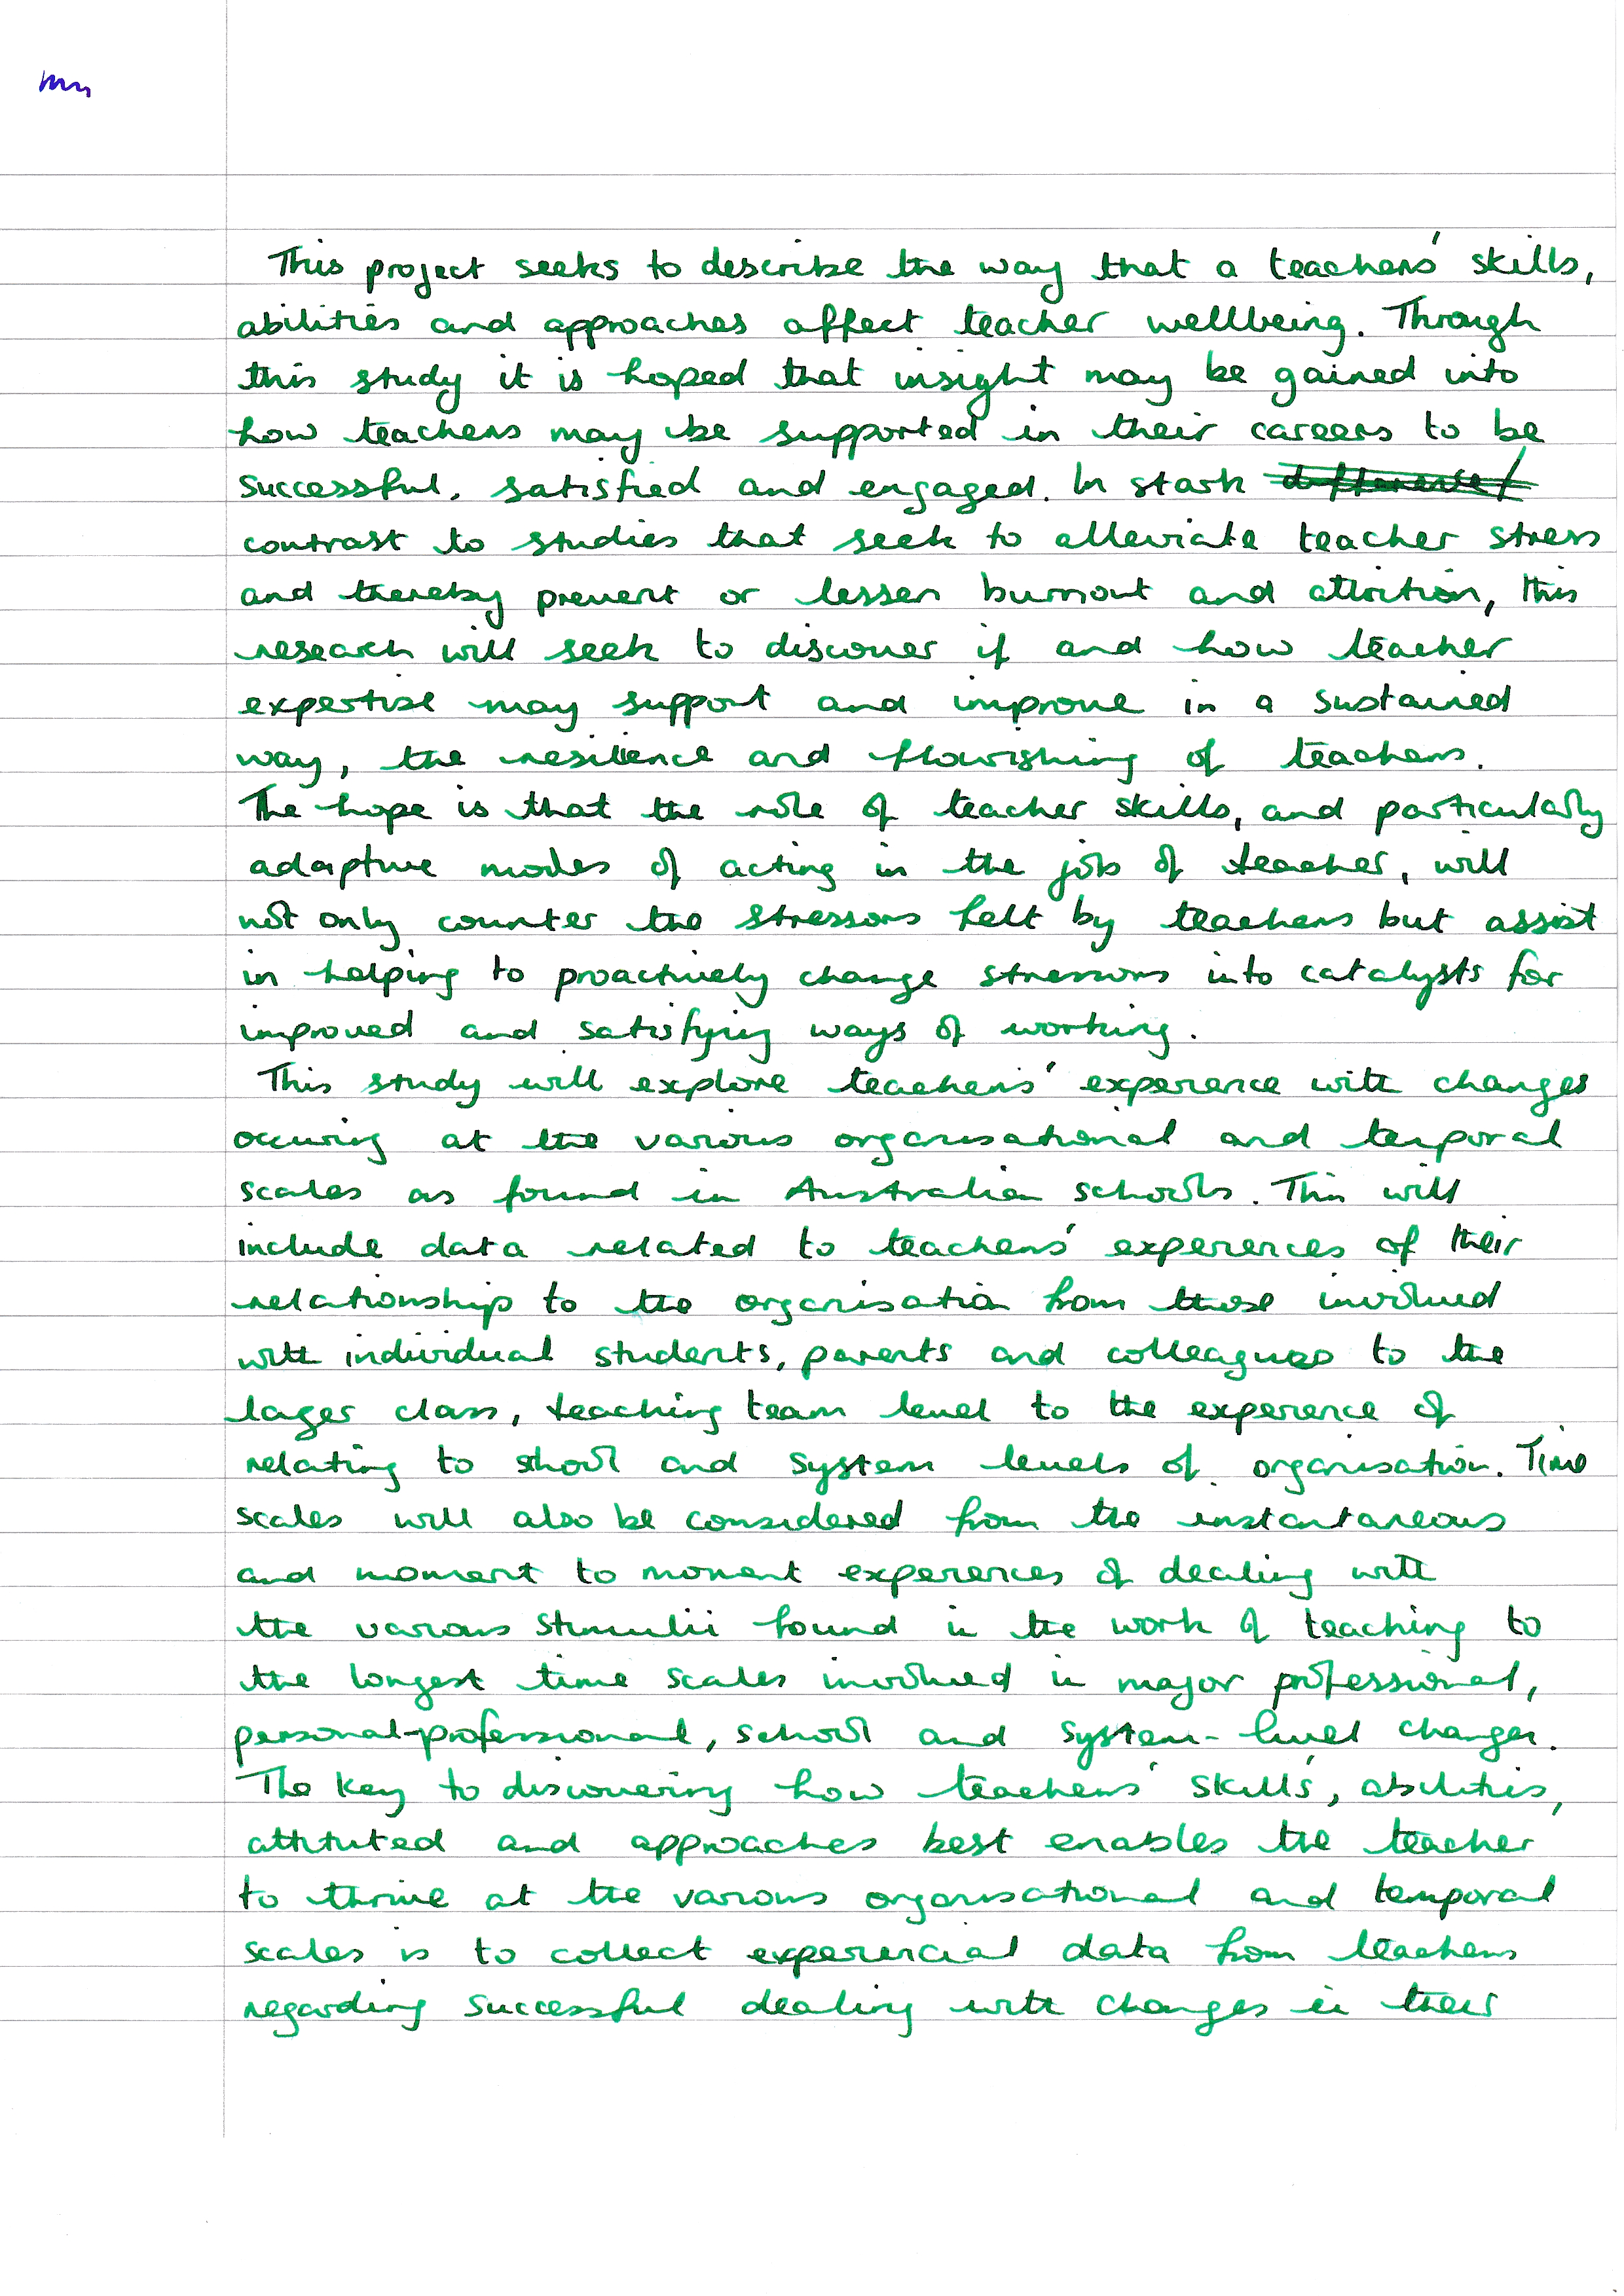 This project seeks to describe the way that a teachers' skills,
abilities and approaches affect teacher wellbeing. Through
this study it is hoped that insight may be gained into
how teachers may be supported in their careers to be
successful, satisfied and engaged. In stark
contrast to studies that seek to alleviate teacher stress
and thereby prevent or lessen burnout and attrition, this
research will seek to discover if and how teacher
expertise may support and improve in a sustained
way, the resilience and flourishing of teachers.
The hope is that the role of teacher skills, and particularly
adaptive modes of acting in the job of teacher, will
not only counter the stressors felt by teachers but assist
in helping to proactively change stressors into catalysts for
improved and satisfying ways of working.
This study will explore teachers' experience with changes
occuring at the various organisational and temporal
scales as found in Australian schools. This will
include data related to teachers' experiences of their
relationship to the organisation from those involved
with individual students, parents and colleagues to the
lager class, teaching team level to the experience of
relating to school and system levels of organisation. Time
scales will also be considered from the instantaneous
and moment to moment experiences of dealing with
the various stimulii found in the work of teaching to
the longest time scales involved in major professional,
personal-professional, school and system-level changes.
The key to discovering how teachers' skills, abilities,
attituted and approaches best enables the teacher
to thrive at the various organisational and temporal
scales is to collect experiencial data from teachers
regarding successful dealing with changes in their